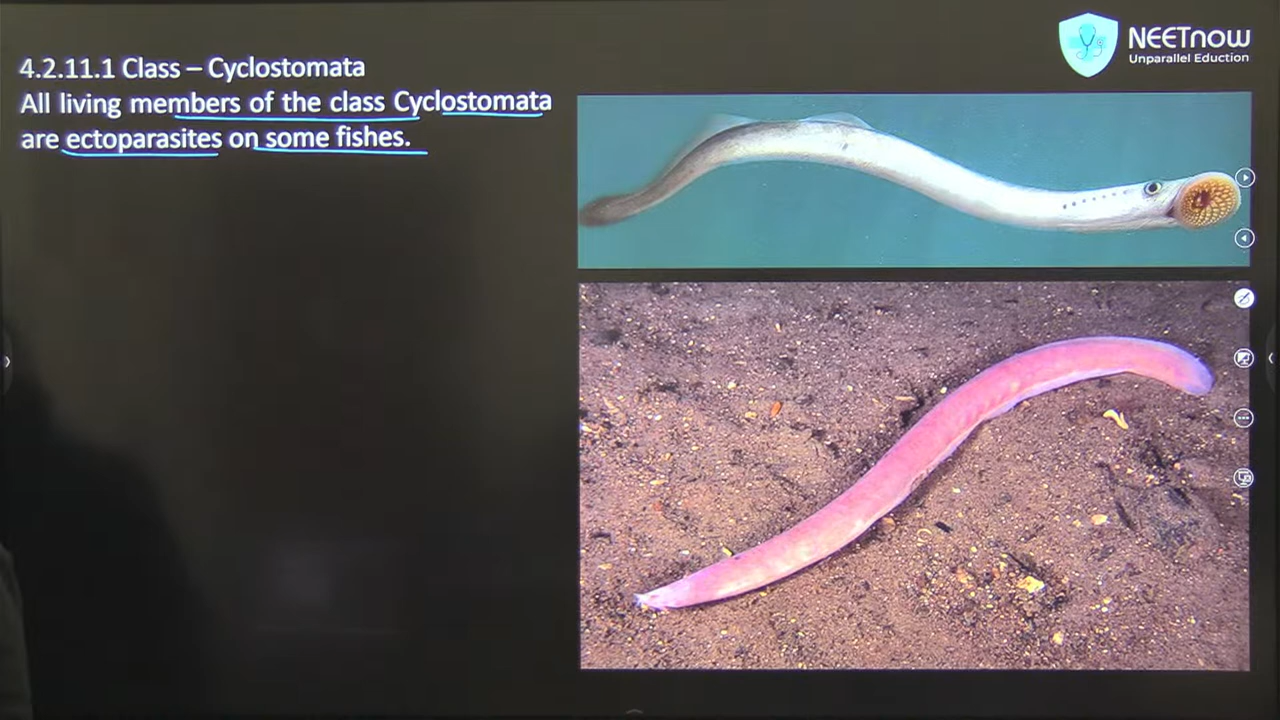 4.2.11.1 Class – Cyclostomata
All living members of the class Cyclostomata
are ectoparasites on some fishes.
NEETnow
Unparallel Eduction